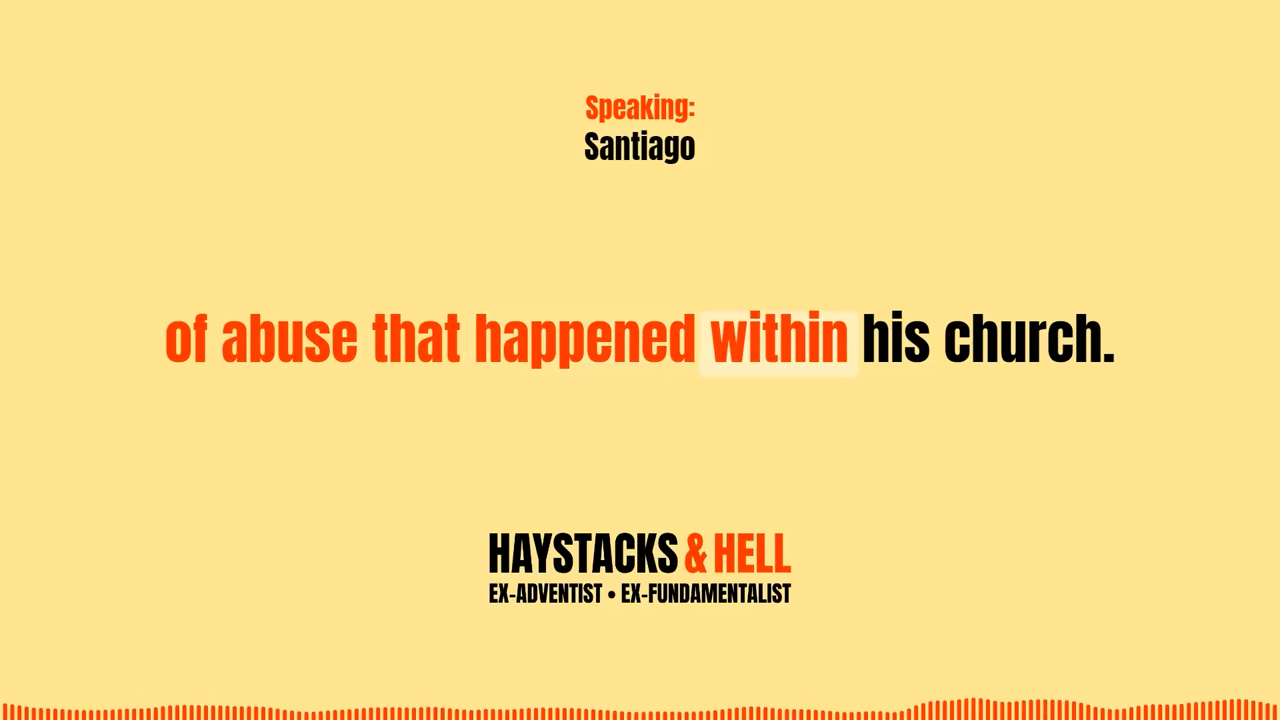 Speaking:
Santiago
of abuse that happened within his church.
HAYSTACKS & HELL
EX-ADVENTIST • EX-FUNDAMENTALIST